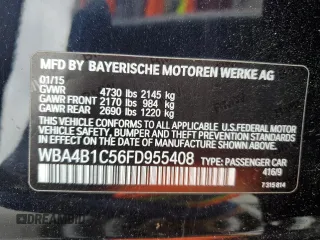 MFD BY BAYERISCHE MOTOREN WERKE AG
01/15
GVWR 4730 lbs 2145 kg
GAWR FRONT 2170 lbs 984 kg
GAWR REAR 2690 lbs 1220 kg
THIS VEHICLE CONFORMS TO ALL APPLICABLE
U.S. FEDERAL MOTOR VEHICLE SAFETY, BUMPER,
AND THEFT PREVENTION STANDARDS IN EFFECT
ON THE DATE OF MANUFACTURE SHOWN ABOVE.
WBA4B1C56FD955408 TYPE: PASSENGER CAR
416/9
7 315 814